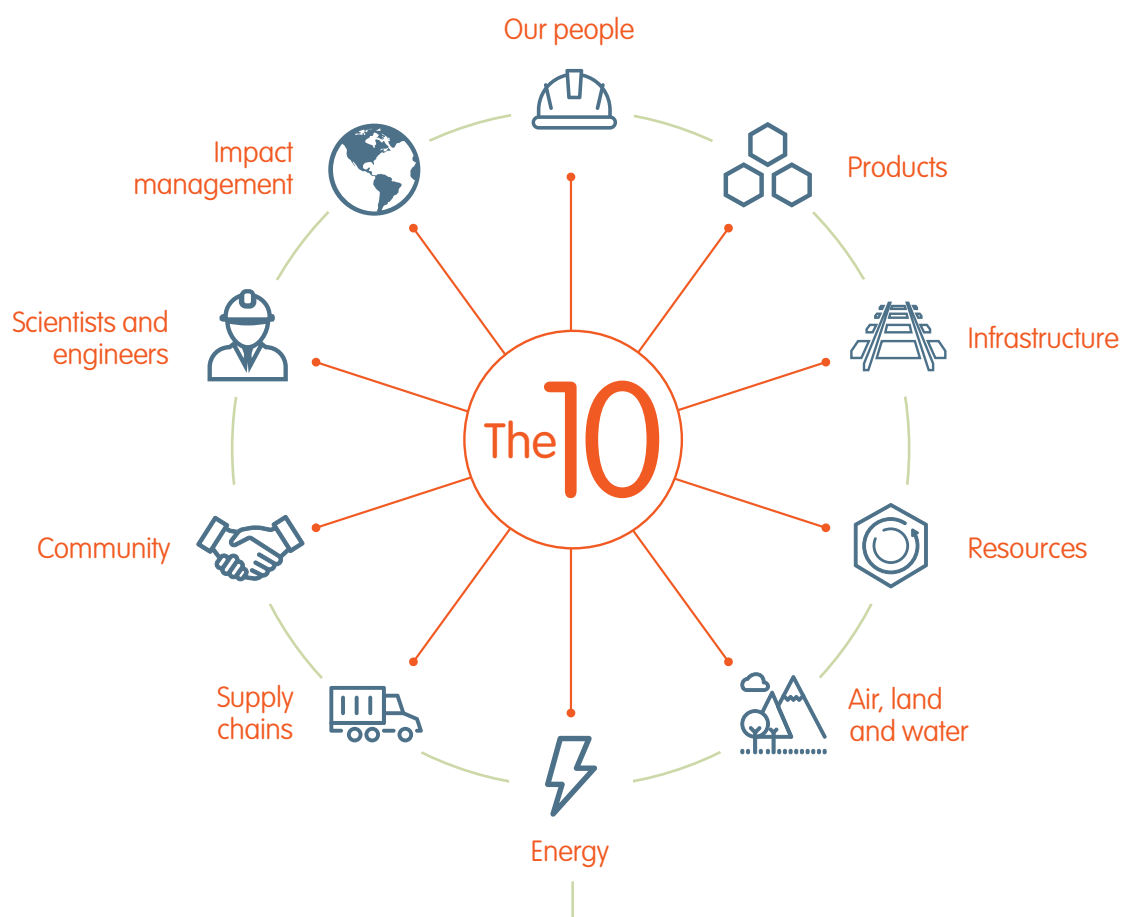 Our people
Impact
management
Products
Scientists and
engineers
Infrastructure
The 10
Community
Resources
Supply
chains
Air, land
and water
Energy